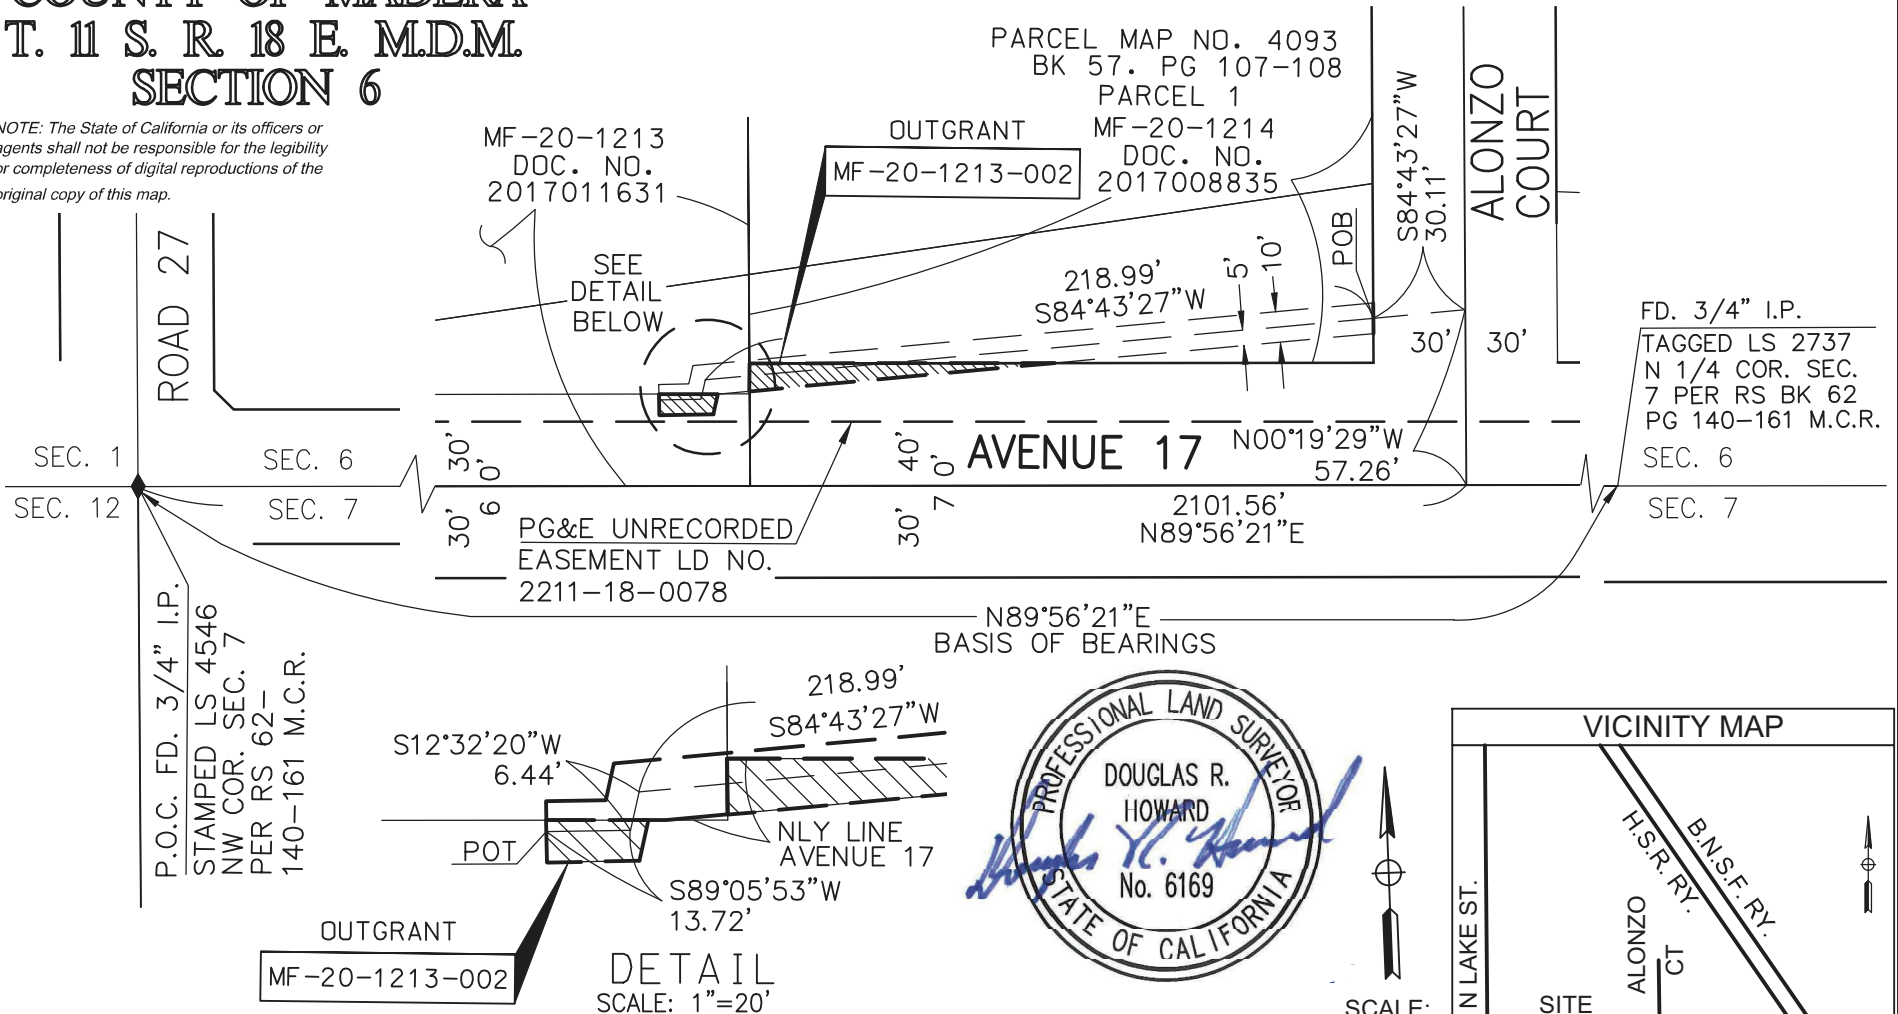 COUNTY OF MADERA
T. 11 S. R. 18 E. M.D.M.
SECTION 6
NOTE: The State of California or its officers or
agents shall not be responsible for the legibility
or completeness of digital reproductions of the
original copy of this map.
PARCEL MAP NO. 4093
BK 57. PG 107-108
PARCEL 1
MF-20-1214
DOC. NO.
2017008835
MF-20-1213
DOC. NO.
2017011631
OUTGRANT
MF-20-1213-002
ROAD 27
SEE
DETAIL
BELOW
218.99'
S84°43'27"W
5'
10'
POB
S84°43'27"W
30.11'
ALONZO
COURT
30'
30'
FD. 3/4" I.P.
TAGGED LS 2737
N 1/4 COR. SEC.
7 PER RS BK 62
PG 140-161 M.C.R.
SEC. 6
SEC. 7
SEC. 1
SEC. 12
SEC. 6
SEC. 7
30'
60'
30'
40'
70'
30'
AVENUE 17
N00°19'29"W
57.26'
2101.56'
N89°56'21"E
PG&E UNRECORDED
EASEMENT LD NO.
2211-18-0078
N89°56'21"E
BASIS OF BEARINGS
P.O.C. FD. 3/4" I.P.
STAMPED LS 4546
NW COR. SEC. 7
PER RS 62-
140-161 M.C.R.
218.99'
S84°43'27"W
S12°32'20"W
6.44'
POT
NLY LINE
AVENUE 17
S89°05'53"W
13.72'
OUTGRANT
MF-20-1213-002
DETAIL
SCALE: 1"=20'
PROFESSIONAL LAND SURVEYOR
DOUGLAS R.
HOWARD
Douglas R. Howard
No. 6169
STATE OF CALIFORNIA
SCALE:
VICINITY MAP
N LAKE ST.
H.S.R. RY.
B.N.S.F. RY.
ALONZO
CT
SITE